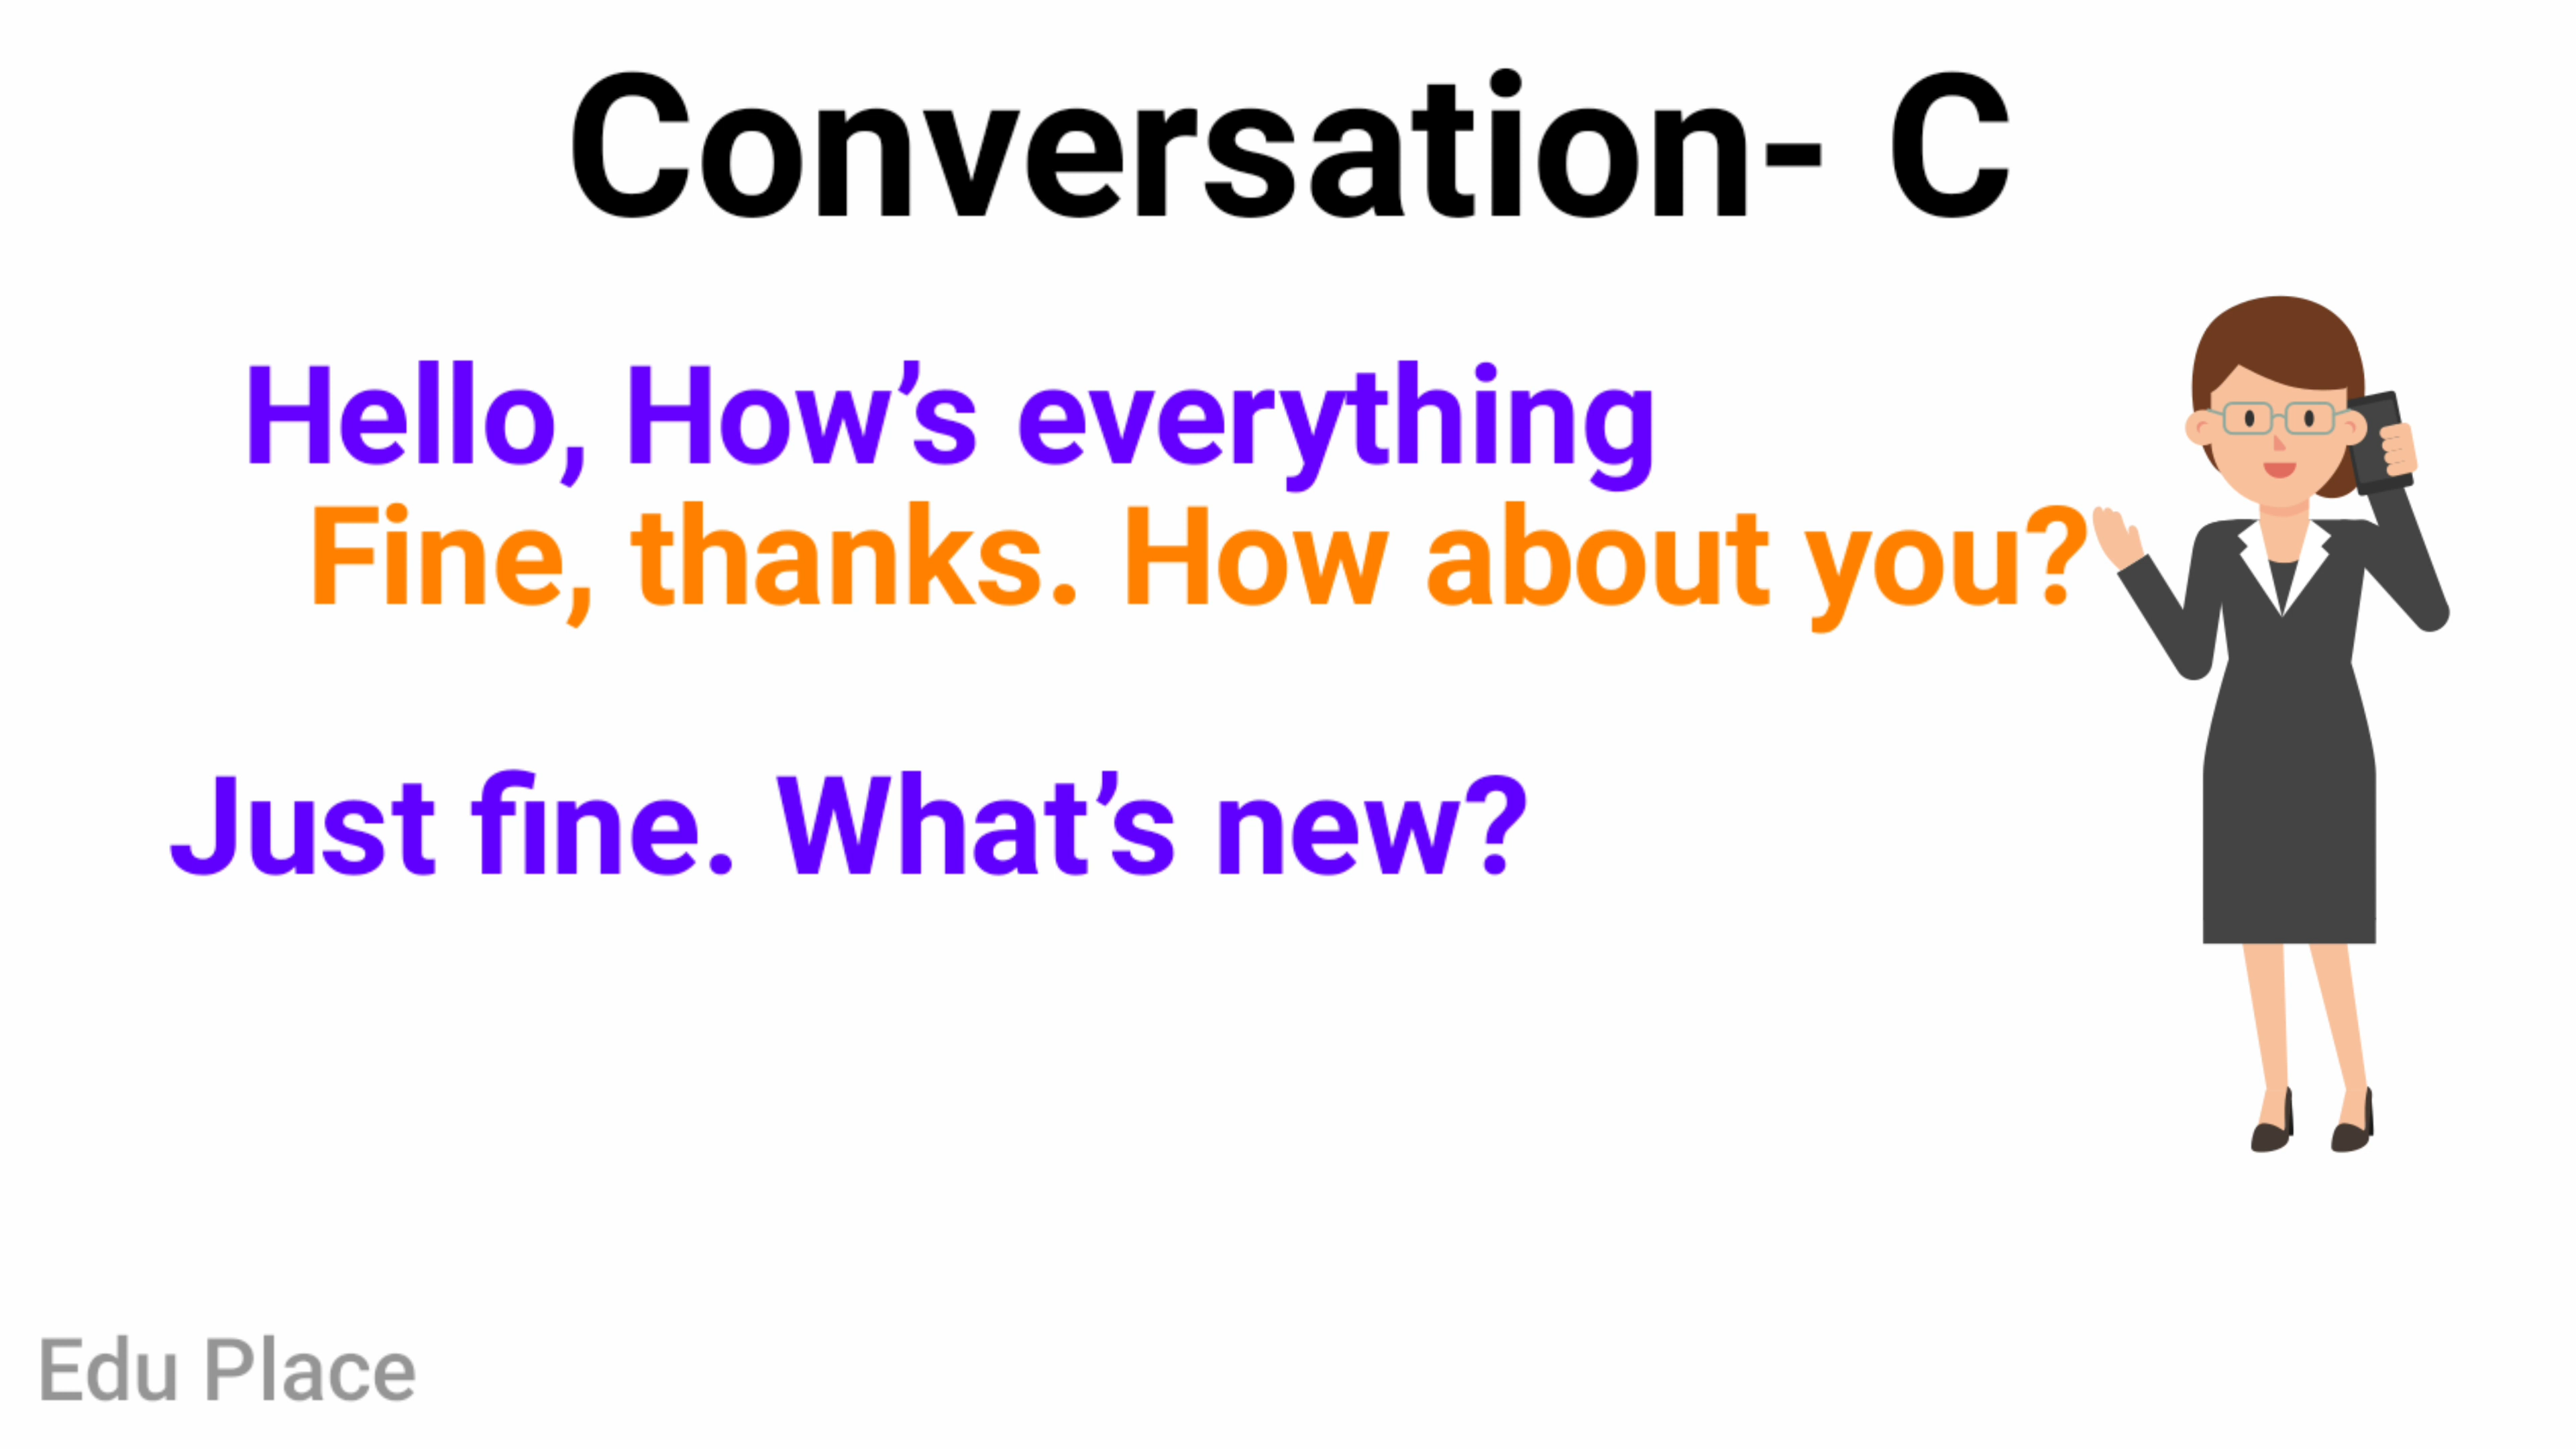 Conversation- C
Hello, How’s everything
Fine, thanks. How about you?
Just fine. What’s new?
Edu Place